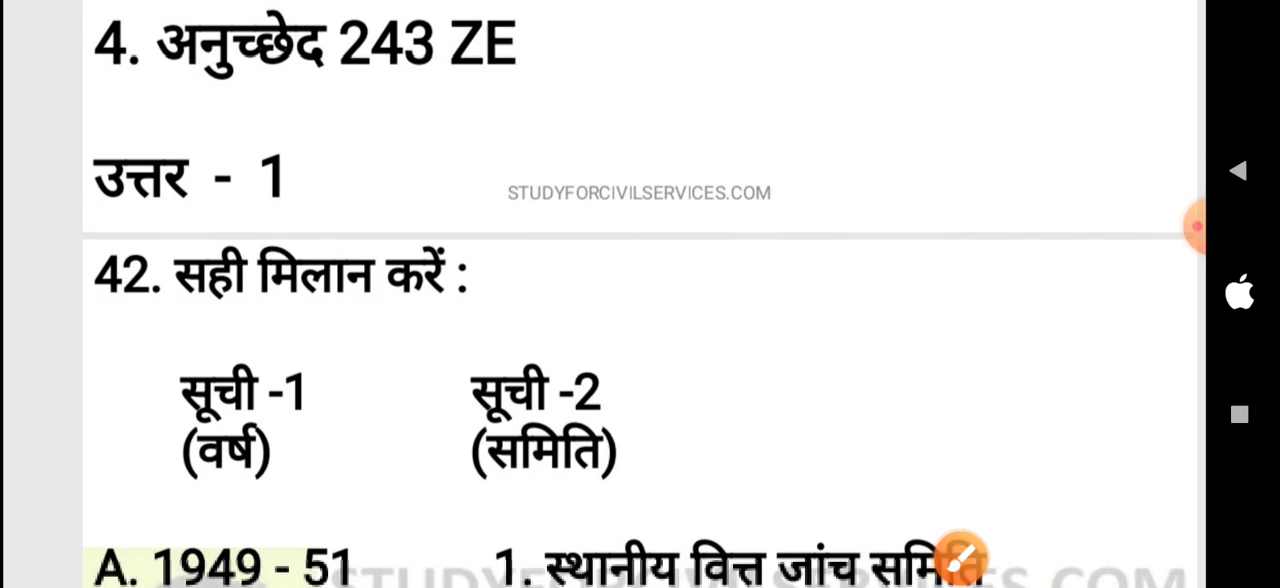 4. अनुच्छेद 243 ZE
उत्तर - 1
STUDYFORCIVILSERVICES.COM
42. सही मिलान करें :
सूची -1 सूची -2
(वर्ष) (समिति)
A. 1949 - 51 1. स्थानीय वित्त जांच समिति